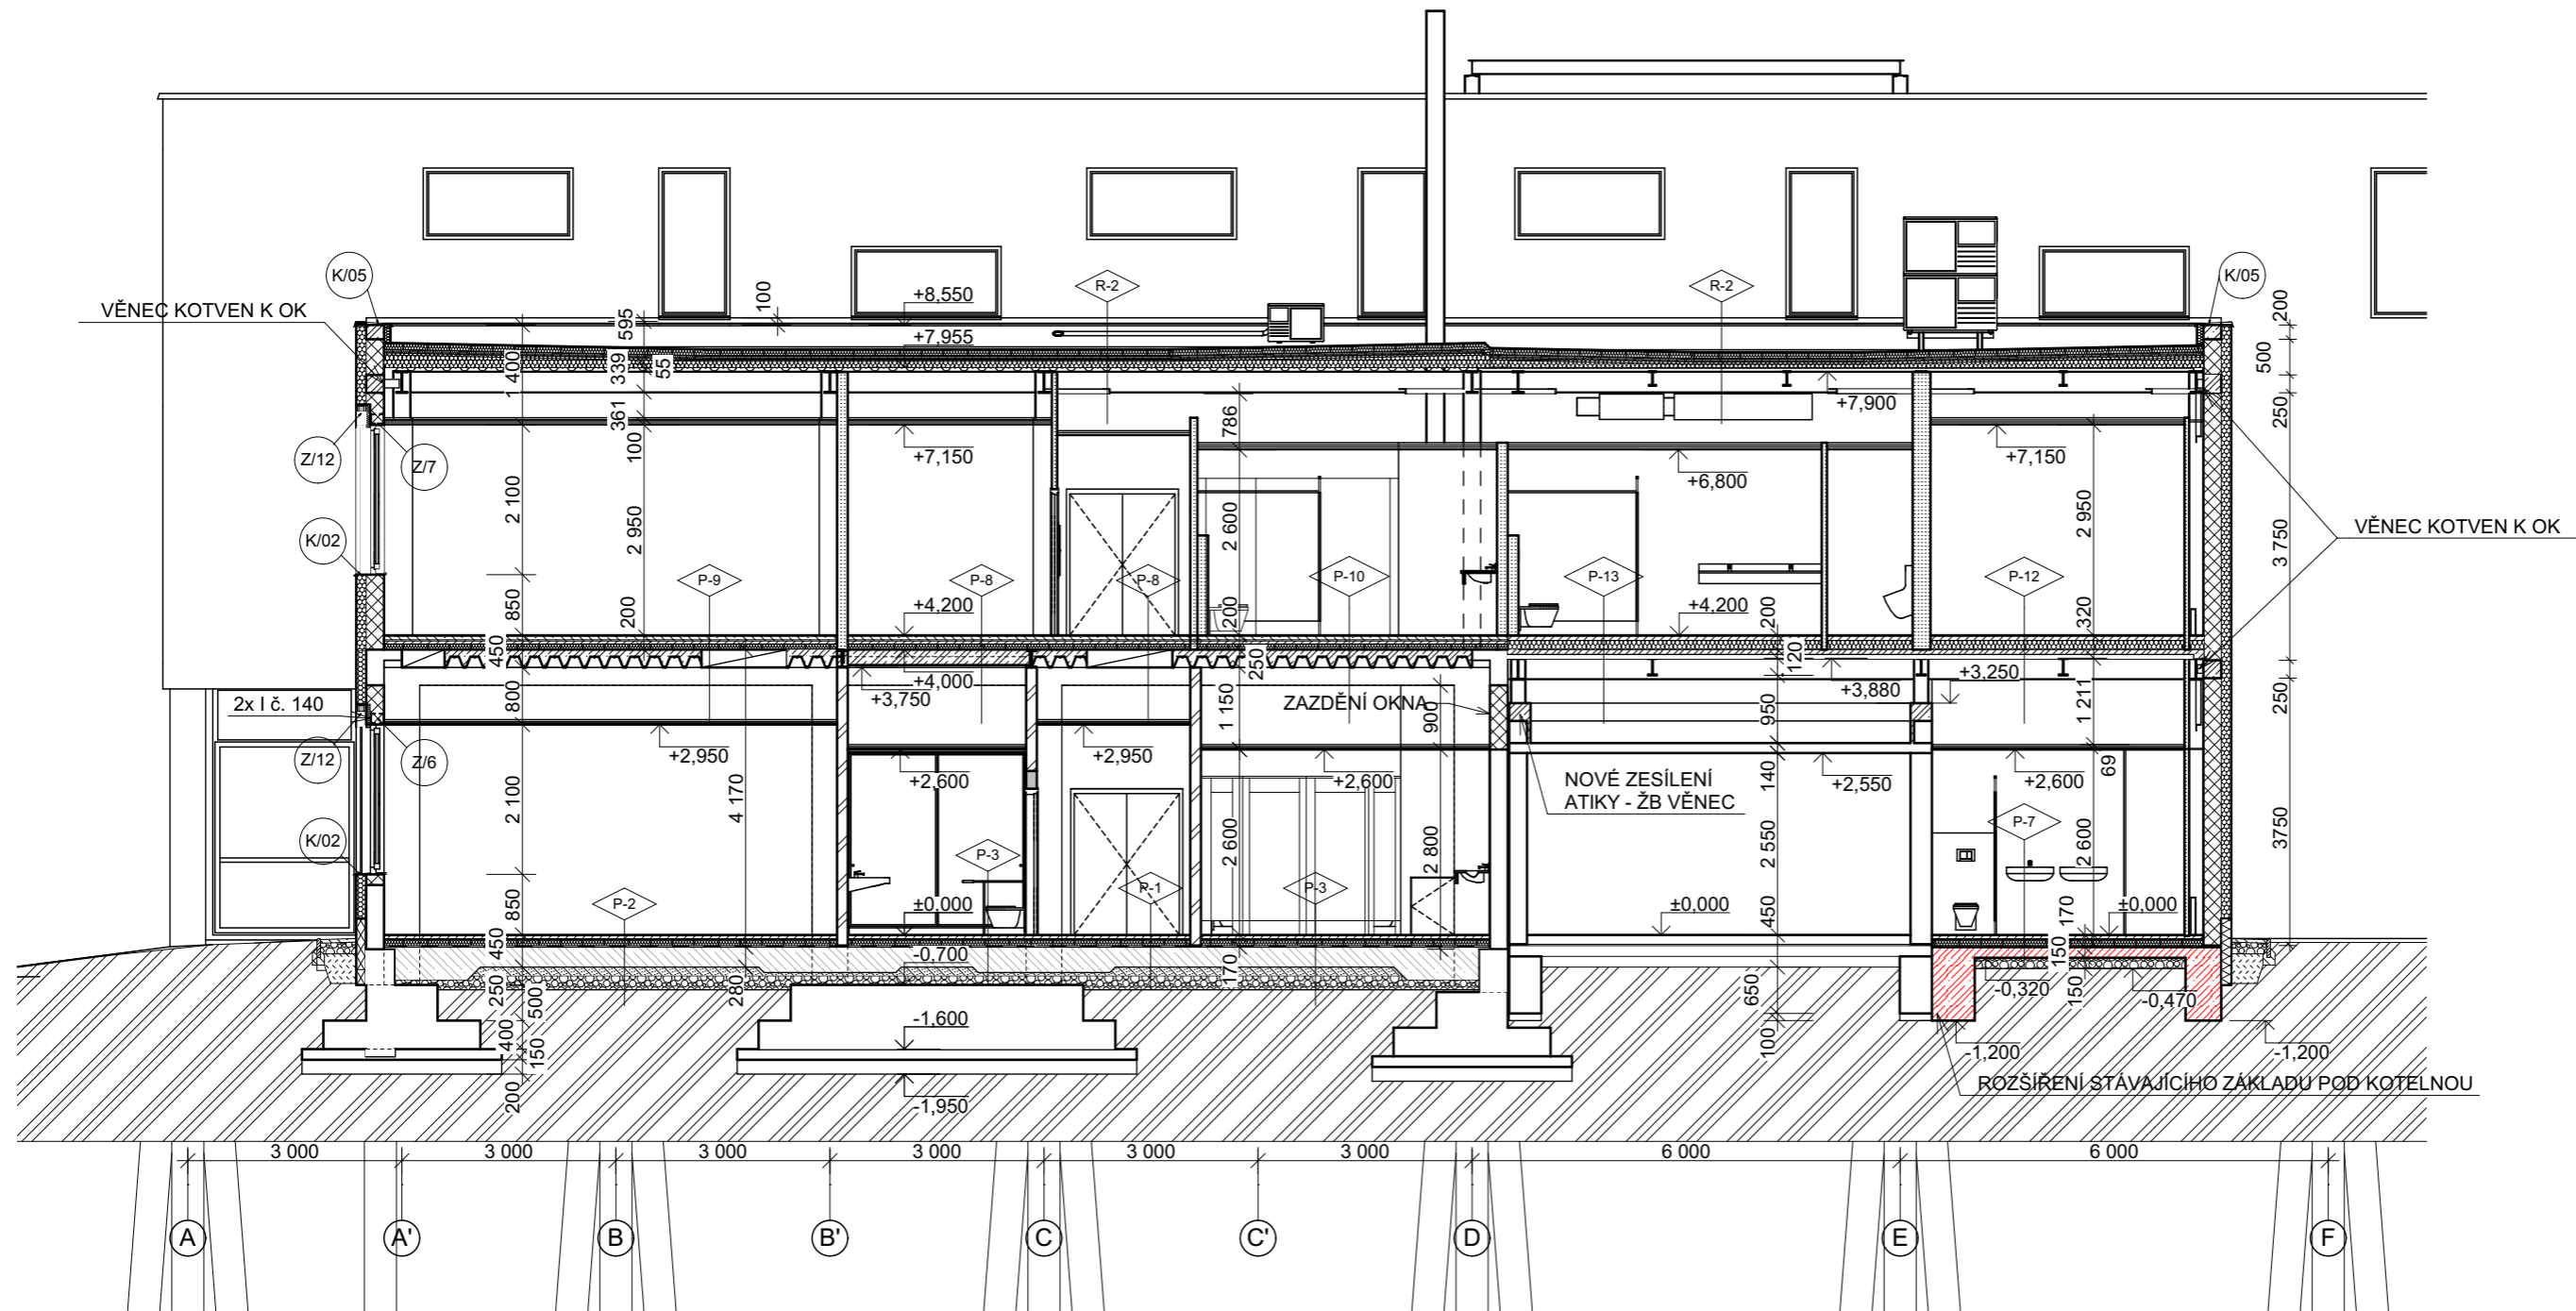 K/05
VĚNEC KOTVEN K OK
595
100
+8,550
R-2
R-2
K/05
200
400
339
55
+7,955
500
361
786
+7,900
250
Z/12
Z/7
100
+7,150
+6,800
+7,150
2 100
2 950
2 600
2 950
3 750
K/02
VĚNEC KOTVEN K OK
P-9
P-8
P-8
P-10
P-13
P-12
850
200
+4,200
200
+4,200
200
320
450
250
120
+4,000
+3,750
+3,880
+3,250
2x I č. 140
800
1 150
ZAZDĚNÍ OKNA
900
950
1 211
250
Z/12
Z/6
+2,950
+2,600
+2,950
+2,600
+2,550
+2,600
69
NOVÉ ZESÍLENÍ
ATIKY - ŽB VĚNEC
140
2 100
4 170
2 600
2 800
2 550
2 600
3750
K/02
P-3
P-7
P-2
P-1
P-3
850
±0,000
±0,000
450
170
±0,000
450
-0,700
170
150
250
500
280
650
-0,320
150
-0,470
400
150
-1,600
100
-1,200
-1,200
200
-1,950
ROZŠÍŘENÍ STÁVAJÍCÍHO ZÁKLADU POD KOTELNOU
3 000
3 000
3 000
3 000
3 000
3 000
6 000
6 000
A
A'
B
B'
C
C'
D
E
F